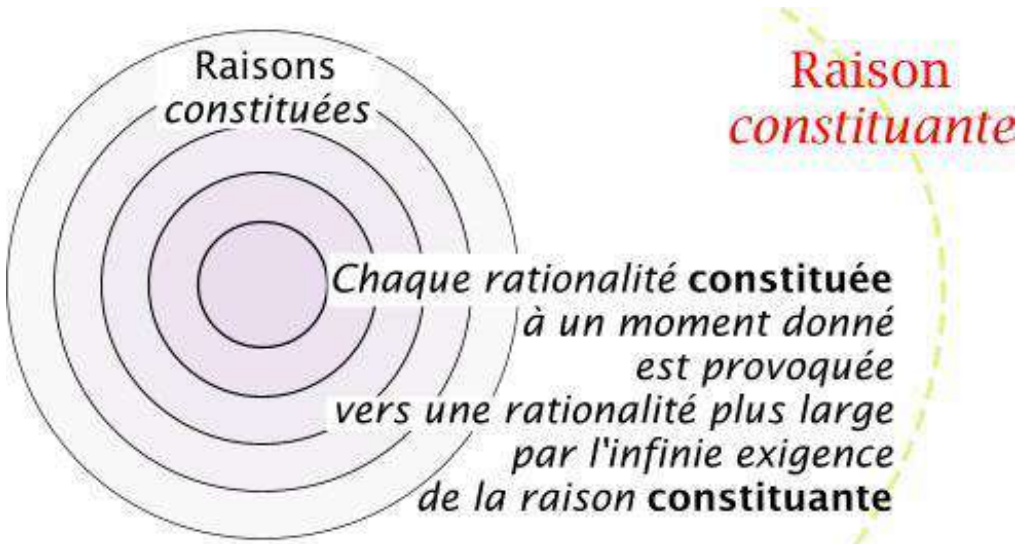 Raisons
constituées
Raison
constituante
Chaque rationalité constituée
à un moment donné
est provoquée
vers une rationalité plus large
par l'infinie exigence
de la raison constituante